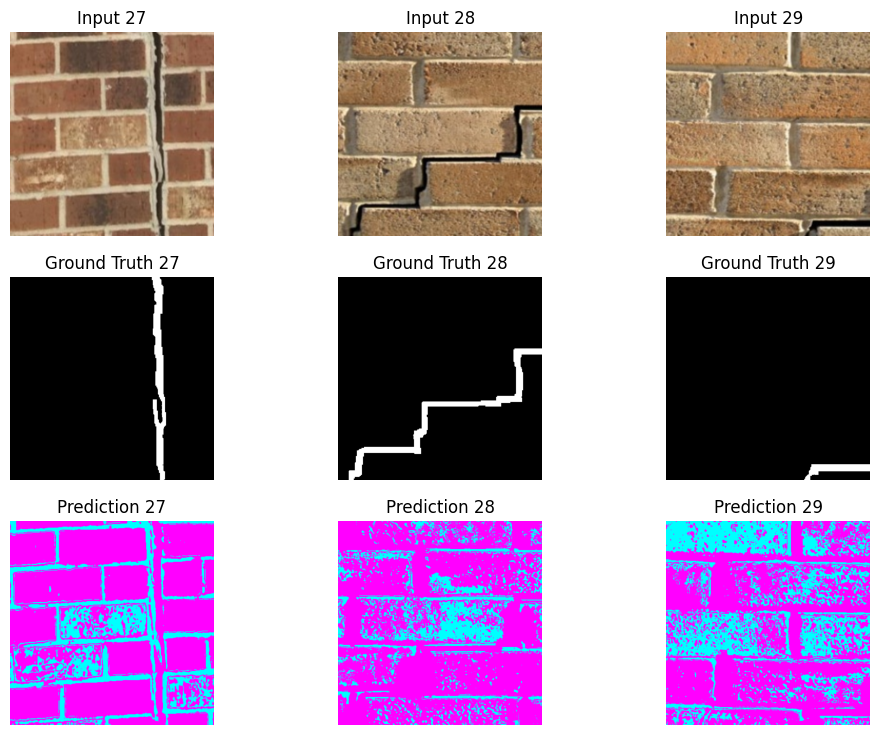 Input 27
Input 28
Input 29
Ground Truth 27
Ground Truth 28
Ground Truth 29
Prediction 27
Prediction 28
Prediction 29